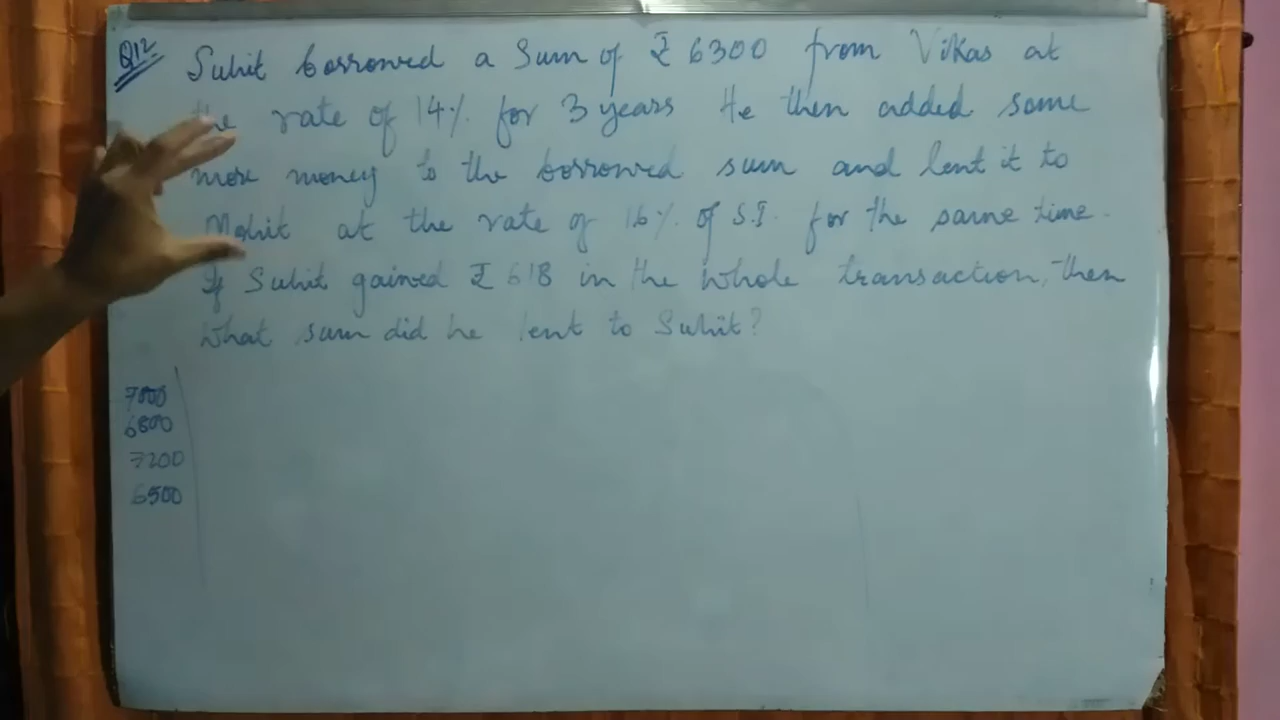 Q12
Suhit borrowed a Sum of ₹ 6300 from Vikas at
the rate of 14% for 3 years He then added some
more money to the borrowed sum and lent it to
Mohit at the rate of 16% of S.I. for the same time.
If Suhit gained ₹ 618 in the whole transaction, then
what sum did he lent to Suhit?
7000
6800
7200
6500